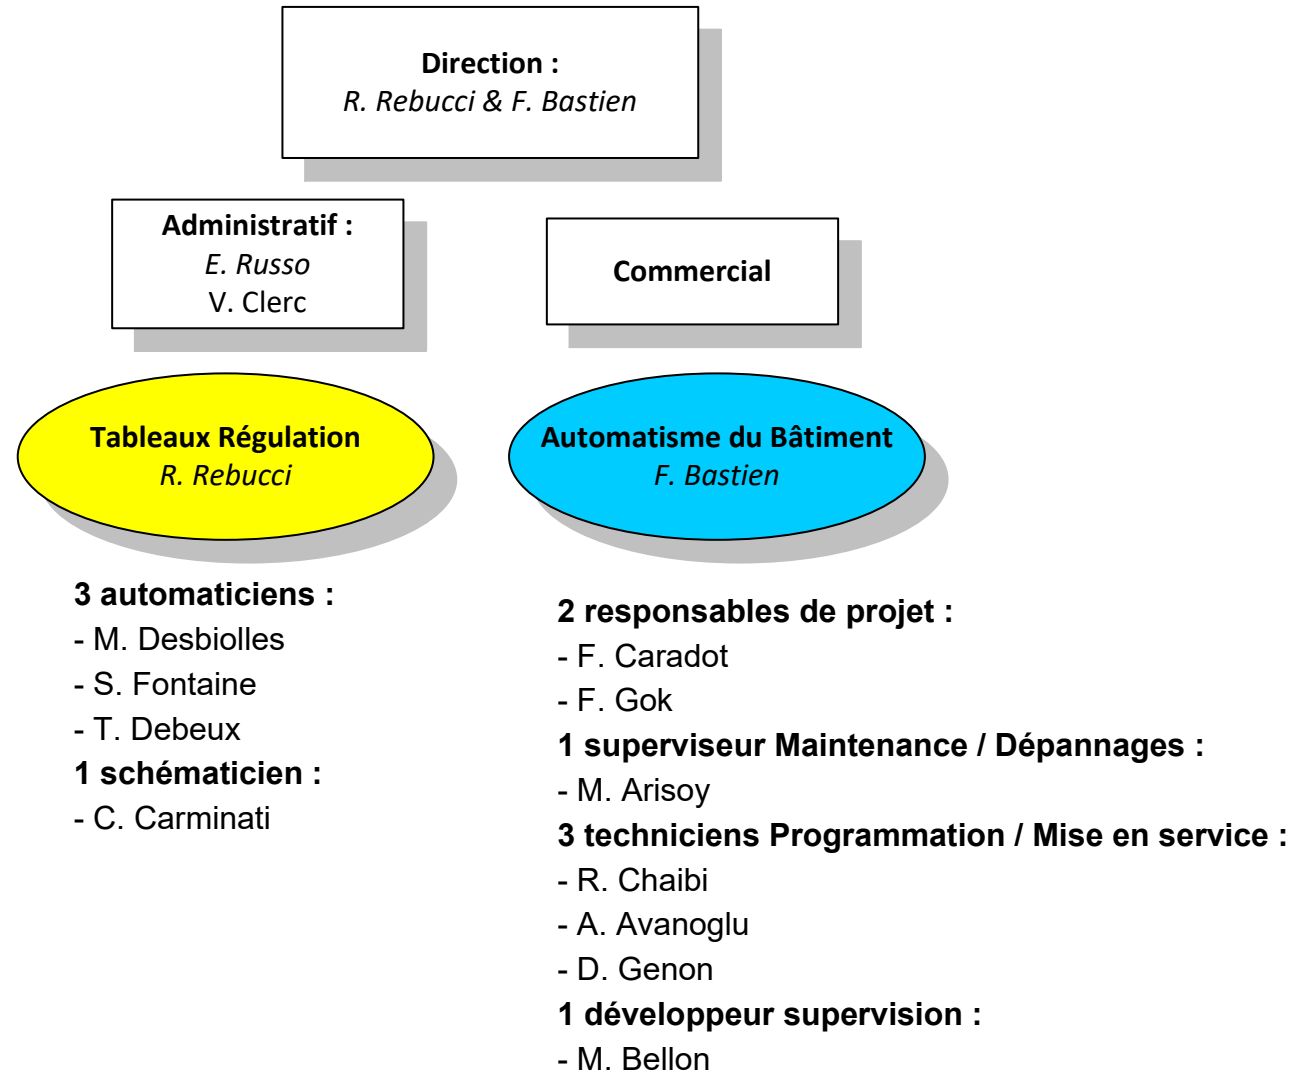 Direction :
R. Rebucci & F. Bastien
Administratif :
E. Russo
V. Clerc
Commercial
Tableaux Régulation
R. Rebucci
Automatisme du Bâtiment
F. Bastien
3 automaticiens :
- M. Desbiolles
- S. Fontaine
- T. Debeux
1 schématicien :
- C. Carminati
2 responsables de projet :
- F. Caradot
- F. Gok
1 superviseur Maintenance / Dépannages :
- M. Arisoy
3 techniciens Programmation / Mise en service :
- R. Chaibi
- A. Avanoglu
- D. Genon
1 développeur supervision :
- M. Bellon